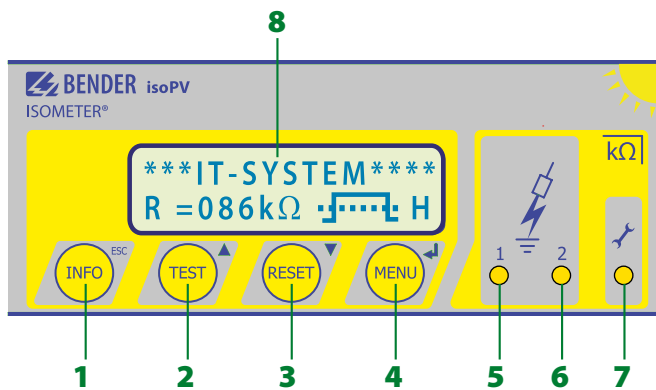 8
BENDER isoPV
ISOMETER®
kΩ
***IT-SYSTEM****
R =086kΩ H
INFO ESC
TEST ▲
RESET ▼
MENU ↵
1 2
1 2 3 4 5 6 7